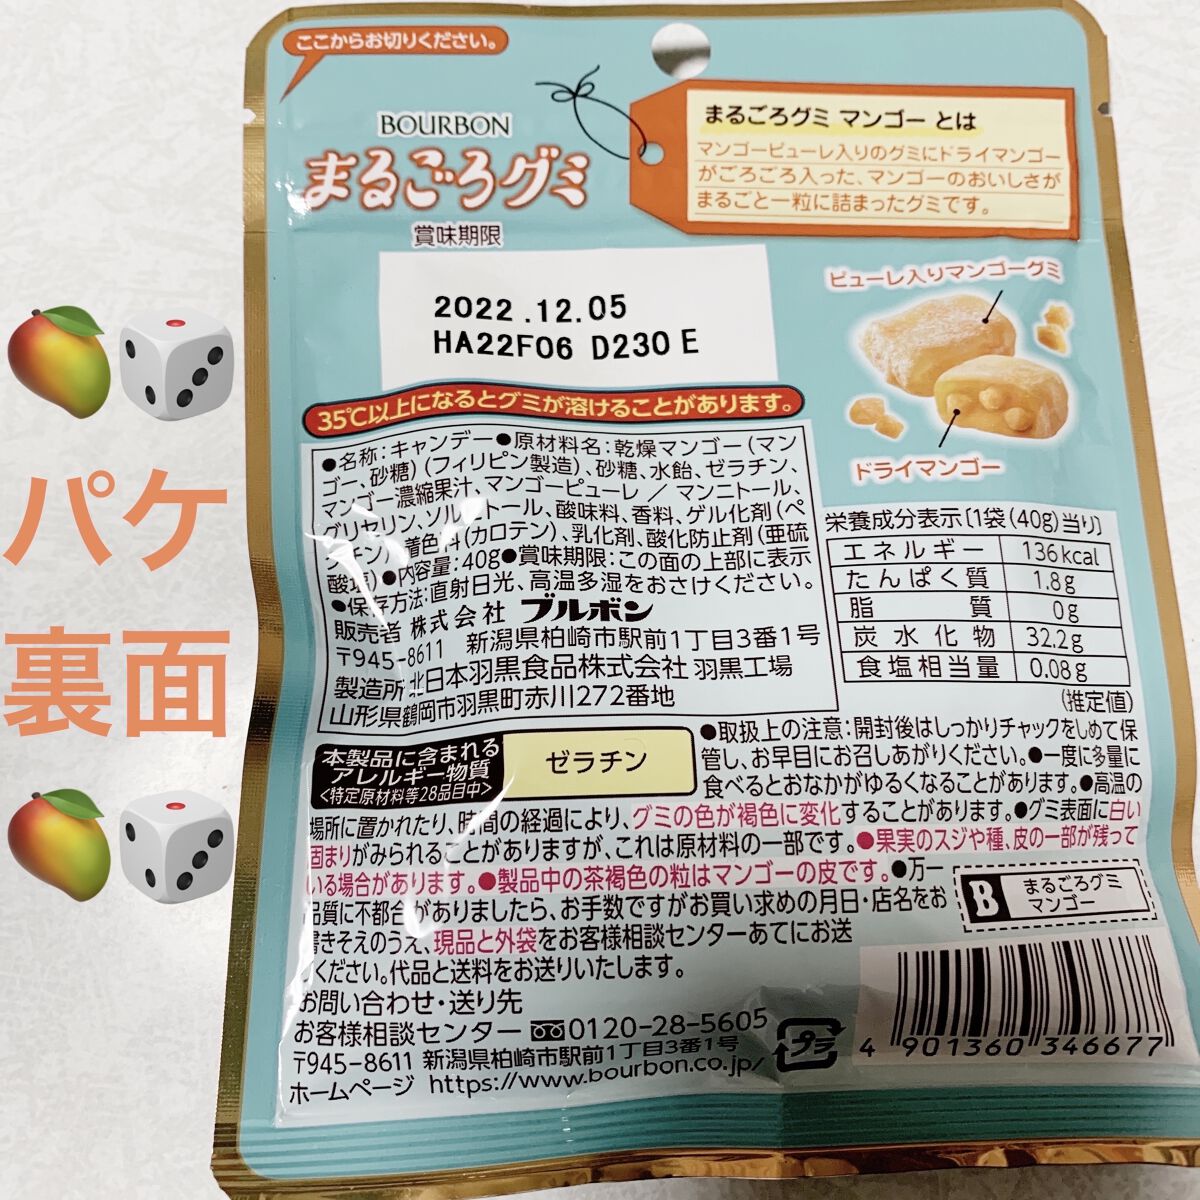 ここからお切りください。
BOURBON
まるごろグミ
賞味期限
2022.12.05
HA22F06 D230 E
まるごろグミ マンゴー とは
マンゴーピューレ入りのグミにドライマンゴー
がごろごろ入った、マンゴーのおいしさが
まるごと一粒に詰まったグミです。
ピューレ入りマンゴーグミ
ドライマンゴー
パケ
裏面
35℃以上になるとグミが溶けることがあります。
●名称:キャンデー●原材料名:乾燥マンゴー(マン
ゴー、砂糖)(フィリピン製造)、砂糖、水飴、ゼラチン、
マンゴー濃縮果汁、マンゴーピューレ／マンニトール、
グリセリン、ソルビトール、酸味料、香料、ゲル化剤(ペ
クチン)、着色料(カロテン)、乳化剤、酸化防止剤(亜硫
酸塩)●内容量:40g●賞味期限:この面の上部に表示
●保存方法:直射日光、高温多湿をおさけください。
販売者 株式会社 ブルボン
〒945-8611 新潟県柏崎市駅前1丁目3番1号
製造所 北日本羽黒食品株式会社 羽黒工場
山形県鶴岡市羽黒町赤川272番地
栄養成分表示[1袋(40g)当り]
エネルギー 136kcal
たんぱく質 1.8g
脂質 0g
炭水化物 32.2g
食塩相当量 0.08g
(推定値)
本製品に含まれる
アレルギー物質
<特定原材料等28品目中>
ゼラチン
●取扱上の注意:開封後はしっかりチャックをしめて保
管し、お早目にお召しあがりください。●一度に多量に
食べるとおなかがゆるくなることがあります。●高温の
場所に置かれたり、時間の経過により、グミの色が褐色に変化することがあります。●グミ表面に白い
固まりがみられることがありますが、これは原材料の一部です。●果実のスジや種、皮の一部が残って
いる場合があります。●製品中の茶褐色の粒はマンゴーの皮です。●万一
品質に不都合がありましたら、お手数ですがお買い求めの月日・店名をお
書きそえのうえ、現品と外袋をお客様相談センターあてにお送
りください。代品と送料をお送りいたします。
B まるごろグミ
マンゴー
お問い合わせ・送り先
お客様相談センター 0120-28-5605
〒945-8611 新潟県柏崎市駅前1丁目3番1号
ホームページ https://www.bourbon.co.jp/
プラ
4 901360 346677